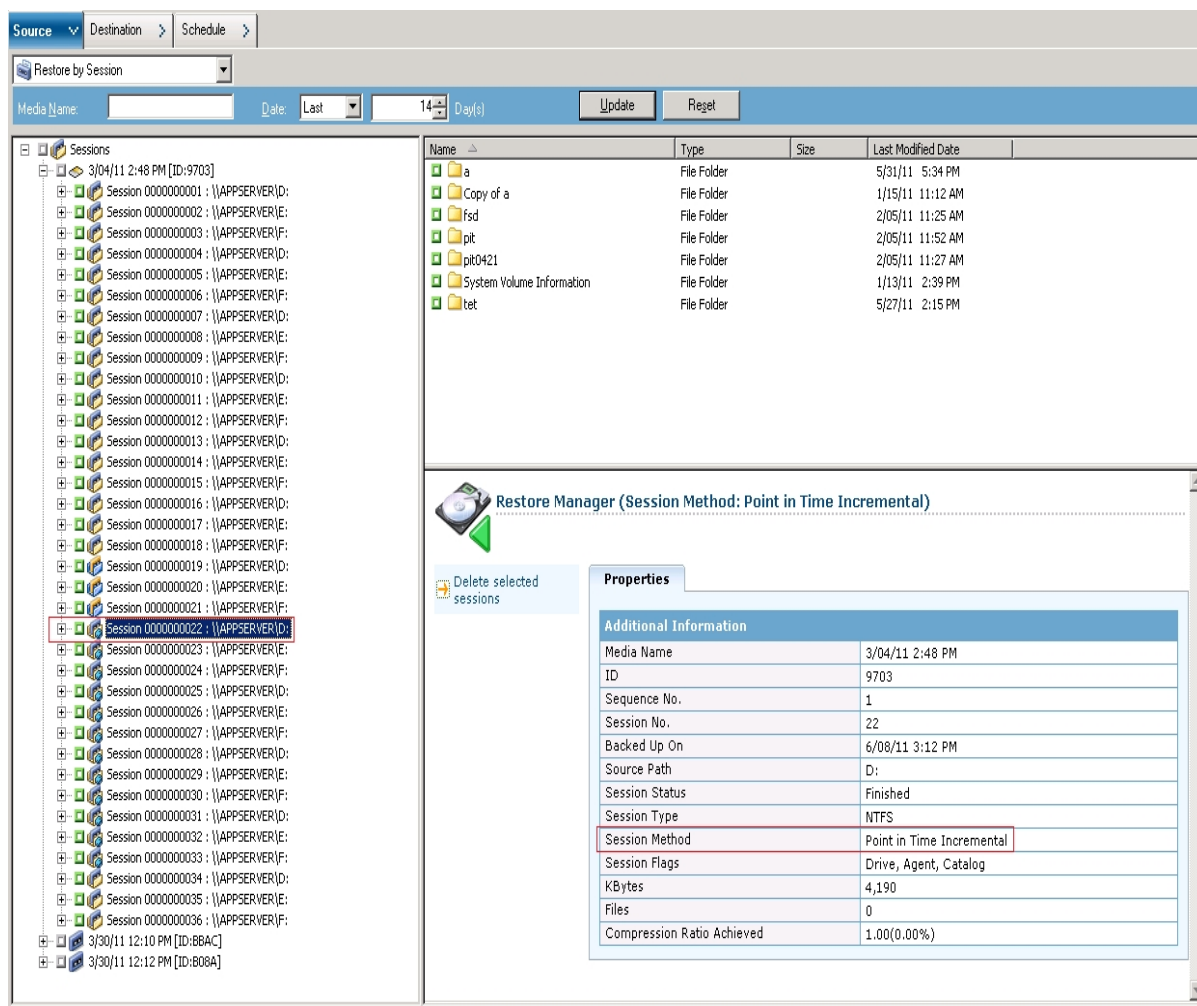 Source
Destination
Schedule
Restore by Session
Media Name:
Date: Last 14 Day(s)
Update
Reset
Sessions
3/04/11 2:48 PM [ID:9703]
Session 0000000001 : \\APPSERVER\D:
Session 0000000002 : \\APPSERVER\E:
Session 0000000003 : \\APPSERVER\F:
Session 0000000004 : \\APPSERVER\D:
Session 0000000005 : \\APPSERVER\E:
Session 0000000006 : \\APPSERVER\F:
Session 0000000007 : \\APPSERVER\D:
Session 0000000008 : \\APPSERVER\E:
Session 0000000009 : \\APPSERVER\F:
Session 0000000010 : \\APPSERVER\D:
Session 0000000011 : \\APPSERVER\E:
Session 0000000012 : \\APPSERVER\F:
Session 0000000013 : \\APPSERVER\D:
Session 0000000014 : \\APPSERVER\E:
Session 0000000015 : \\APPSERVER\F:
Session 0000000016 : \\APPSERVER\D:
Session 0000000017 : \\APPSERVER\E:
Session 0000000018 : \\APPSERVER\F:
Session 0000000019 : \\APPSERVER\D:
Session 0000000020 : \\APPSERVER\E:
Session 0000000021 : \\APPSERVER\F:
Session 0000000022 : \\APPSERVER\D:
Session 0000000023 : \\APPSERVER\E:
Session 0000000024 : \\APPSERVER\F:
Session 0000000025 : \\APPSERVER\D:
Session 0000000026 : \\APPSERVER\E:
Session 0000000027 : \\APPSERVER\F:
Session 0000000028 : \\APPSERVER\D:
Session 0000000029 : \\APPSERVER\E:
Session 0000000030 : \\APPSERVER\F:
Session 0000000031 : \\APPSERVER\D:
Session 0000000032 : \\APPSERVER\E:
Session 0000000033 : \\APPSERVER\F:
Session 0000000034 : \\APPSERVER\D:
Session 0000000035 : \\APPSERVER\E:
Session 0000000036 : \\APPSERVER\F:
3/30/11 12:10 PM [ID:BBAC]
3/30/11 12:12 PM [ID:B08A]
Name Type Size Last Modified Date
a File Folder 5/31/11 5:34 PM
Copy of a File Folder 1/15/11 11:12 AM
fsd File Folder 2/05/11 11:25 AM
pit File Folder 2/05/11 11:52 AM
pit0421 File Folder 2/05/11 11:27 AM
System Volume Information File Folder 1/13/11 2:39 PM
tet File Folder 5/27/11 2:15 PM
Restore Manager (Session Method: Point in Time Incremental)
Delete selected
sessions
Properties
Additional Information
Media Name 3/04/11 2:48 PM
ID 9703
Sequence No. 1
Session No. 22
Backed Up On 6/08/11 3:12 PM
Source Path D:
Session Status Finished
Session Type NTFS
Session Method Point in Time Incremental
Session Flags Drive, Agent, Catalog
KBytes 4,190
Files 0
Compression Ratio Achieved 1.00(0.00%)